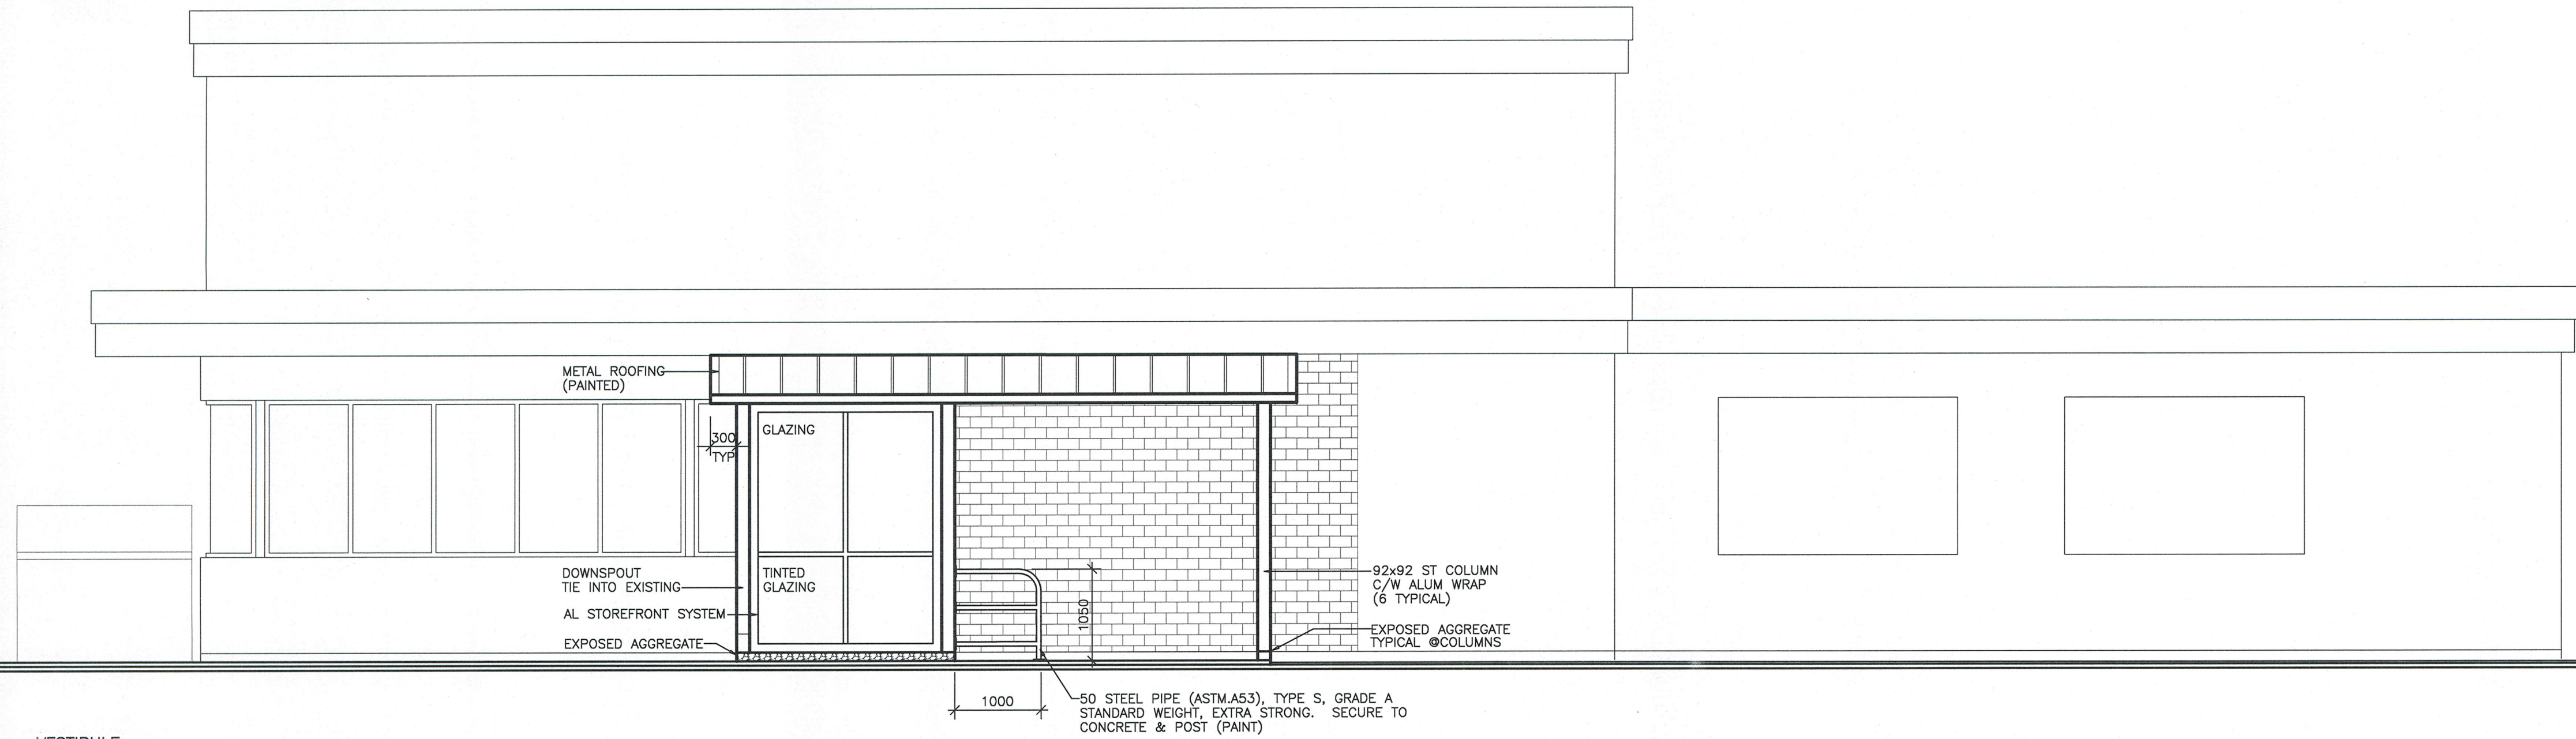 METAL ROOFING
(PAINTED)
300
TYP
GLAZING
DOWNSPOUT
TIE INTO EXISTING
TINTED
GLAZING
AL STOREFRONT SYSTEM
EXPOSED AGGREGATE
1050
92x92 ST COLUMN
C/W ALUM WRAP
(6 TYPICAL)
EXPOSED AGGREGATE
TYPICAL @COLUMNS
1000
50 STEEL PIPE (ASTM.A53), TYPE S, GRADE A
STANDARD WEIGHT, EXTRA STRONG. SECURE TO
CONCRETE & POST (PAINT)